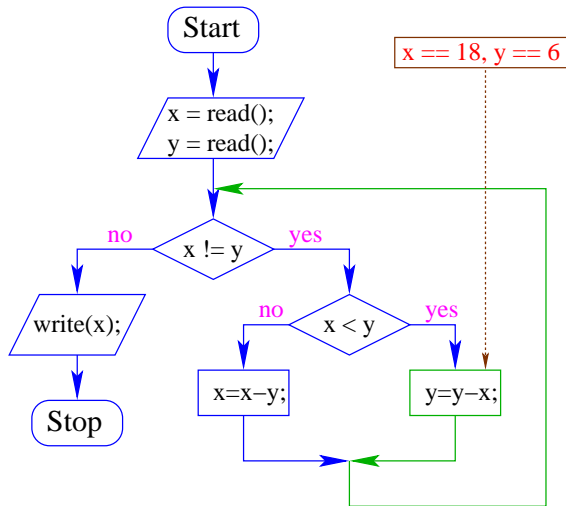 Start
x == 18, y == 6
x = read();
y = read();
no
x != y
yes
write(x);
no
x < y
yes
x=x−y;
y=y−x;
Stop